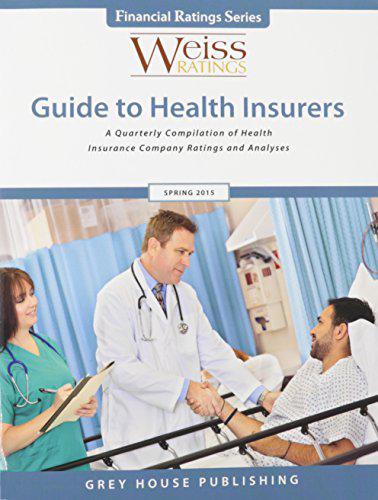 Financial Ratings Series
Weiss
RATINGS
Guide to Health Insurers
A Quarterly Compilation of Health
Insurance Company Ratings and Analyses
SPRING 2015
GREY HOUSE PUBLISHING